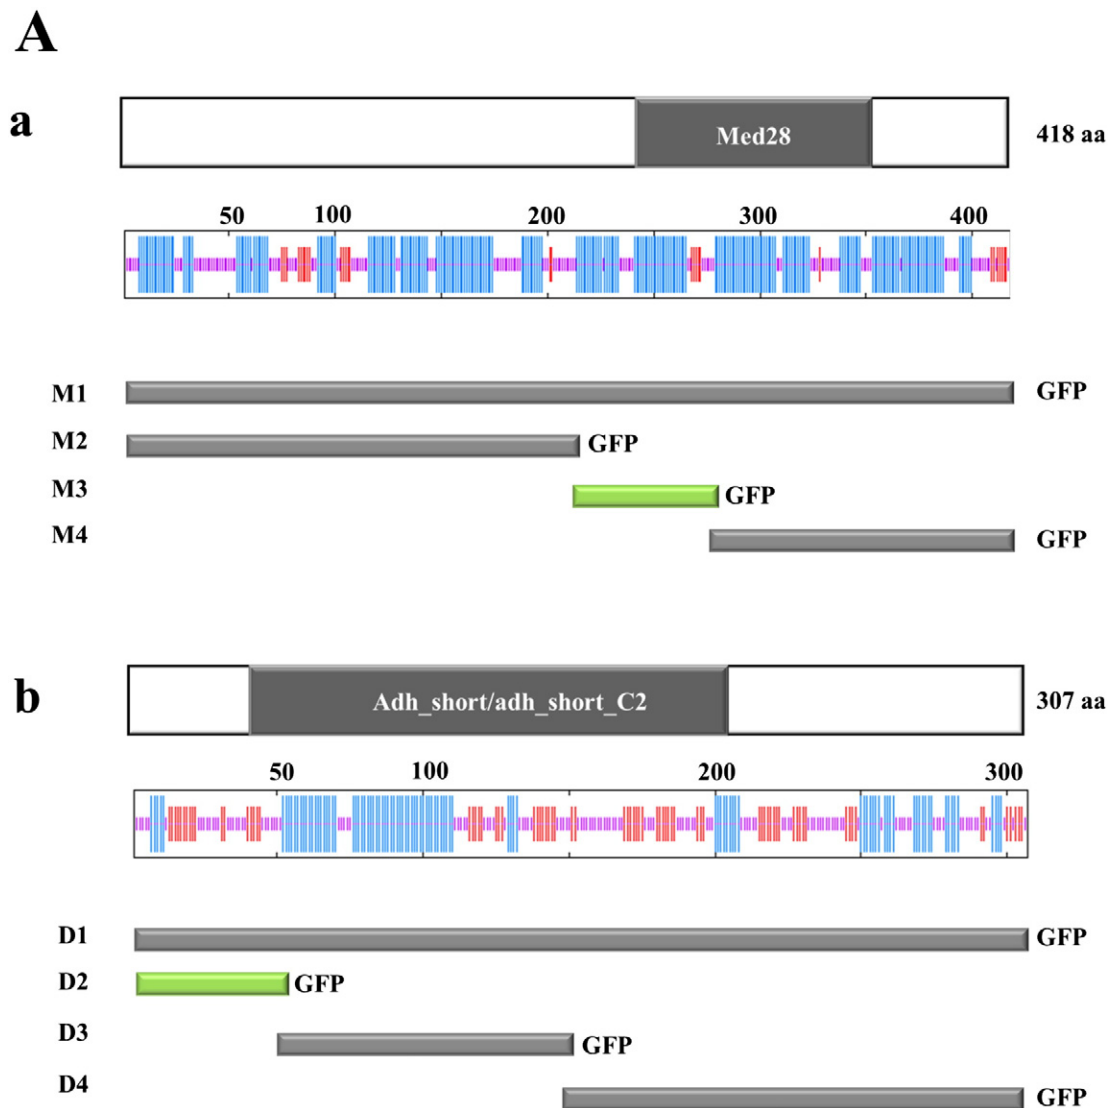 A
a
Med28
418 aa
50 100 200 300 400
M1 GFP
M2 GFP
M3 GFP
M4 GFP
b
Adh_short/adh_short_C2
307 aa
50 100 200 300
D1 GFP
D2 GFP
D3 GFP
D4 GFP